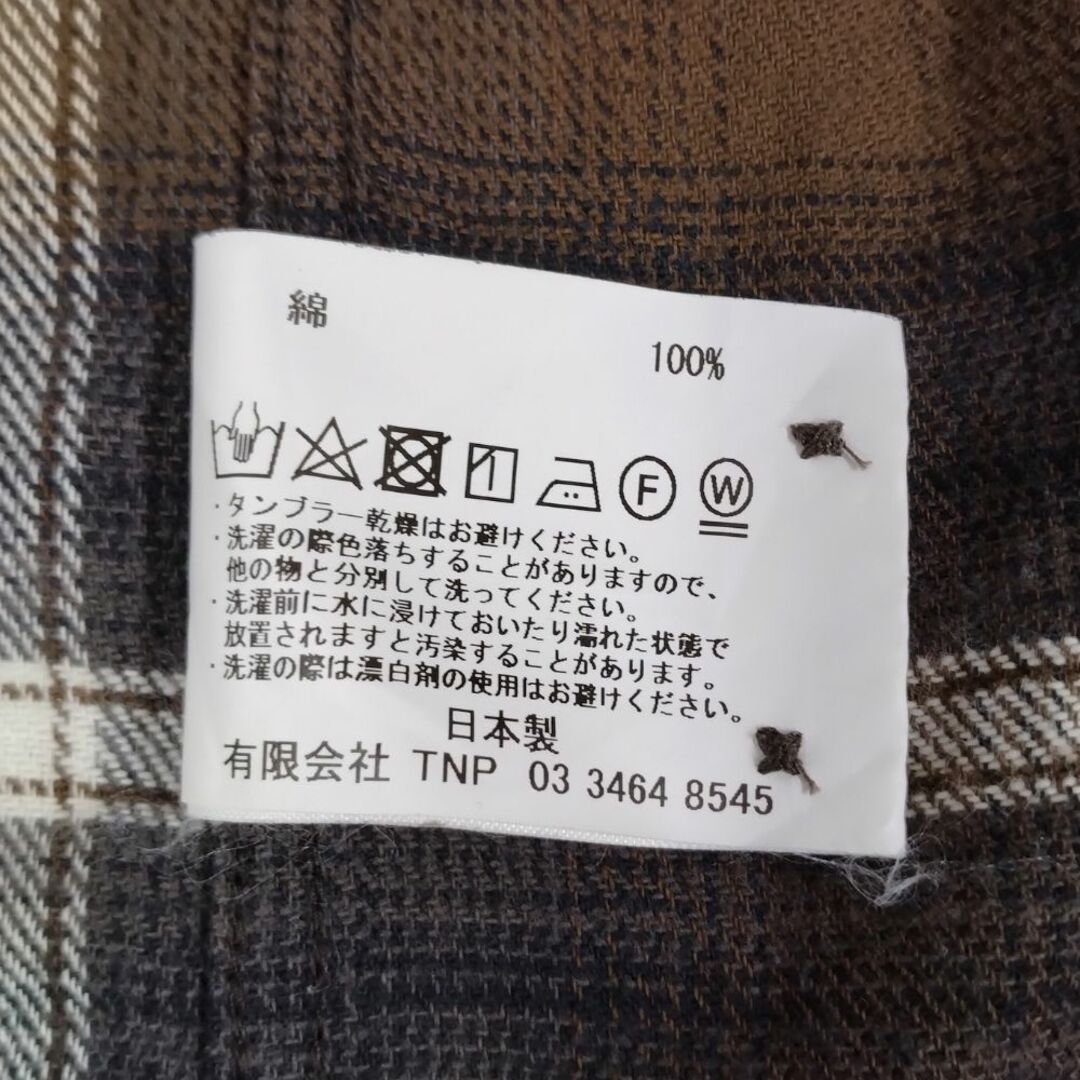 綿
100%
F W
・タンブラー乾燥はお避けください。
・洗濯の際色落ちすることがありますので、
他の物と分別して洗ってください。
・洗濯前に水に浸けておいたり濡れた状態で
放置されますと汚染することがあります。
・洗濯の際は漂白剤の使用はお避けください。
日本製
有限会社 TNP 03 3464 8545